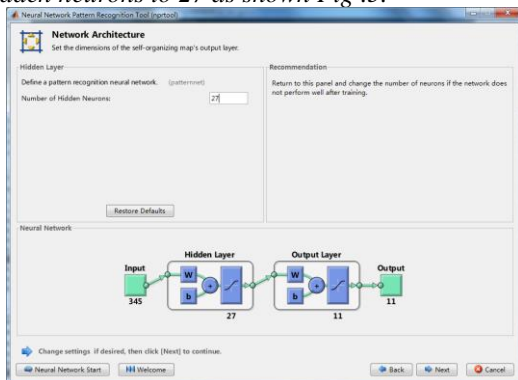 hidden neurons to 27 as shown Fig .3.
Neural Network Pattern Recognition Tool (nprtool)
Network Architecture
Set the dimensions of the self-organizing map's output layer.
Hidden Layer
Define a pattern recognition neural network. (patternnet)
Number of Hidden Neurons: 27
Restore Defaults
Recommendation
Return to this panel and change the number of neurons if the network does
not perform well after training.
Neural Network
Hidden Layer
Output Layer
Input
Output
W
b
+
W
b
+
345
27
11
11
Change settings if desired, then click [Next] to continue.
Neural Network Start
Welcome
Back
Next
Cancel